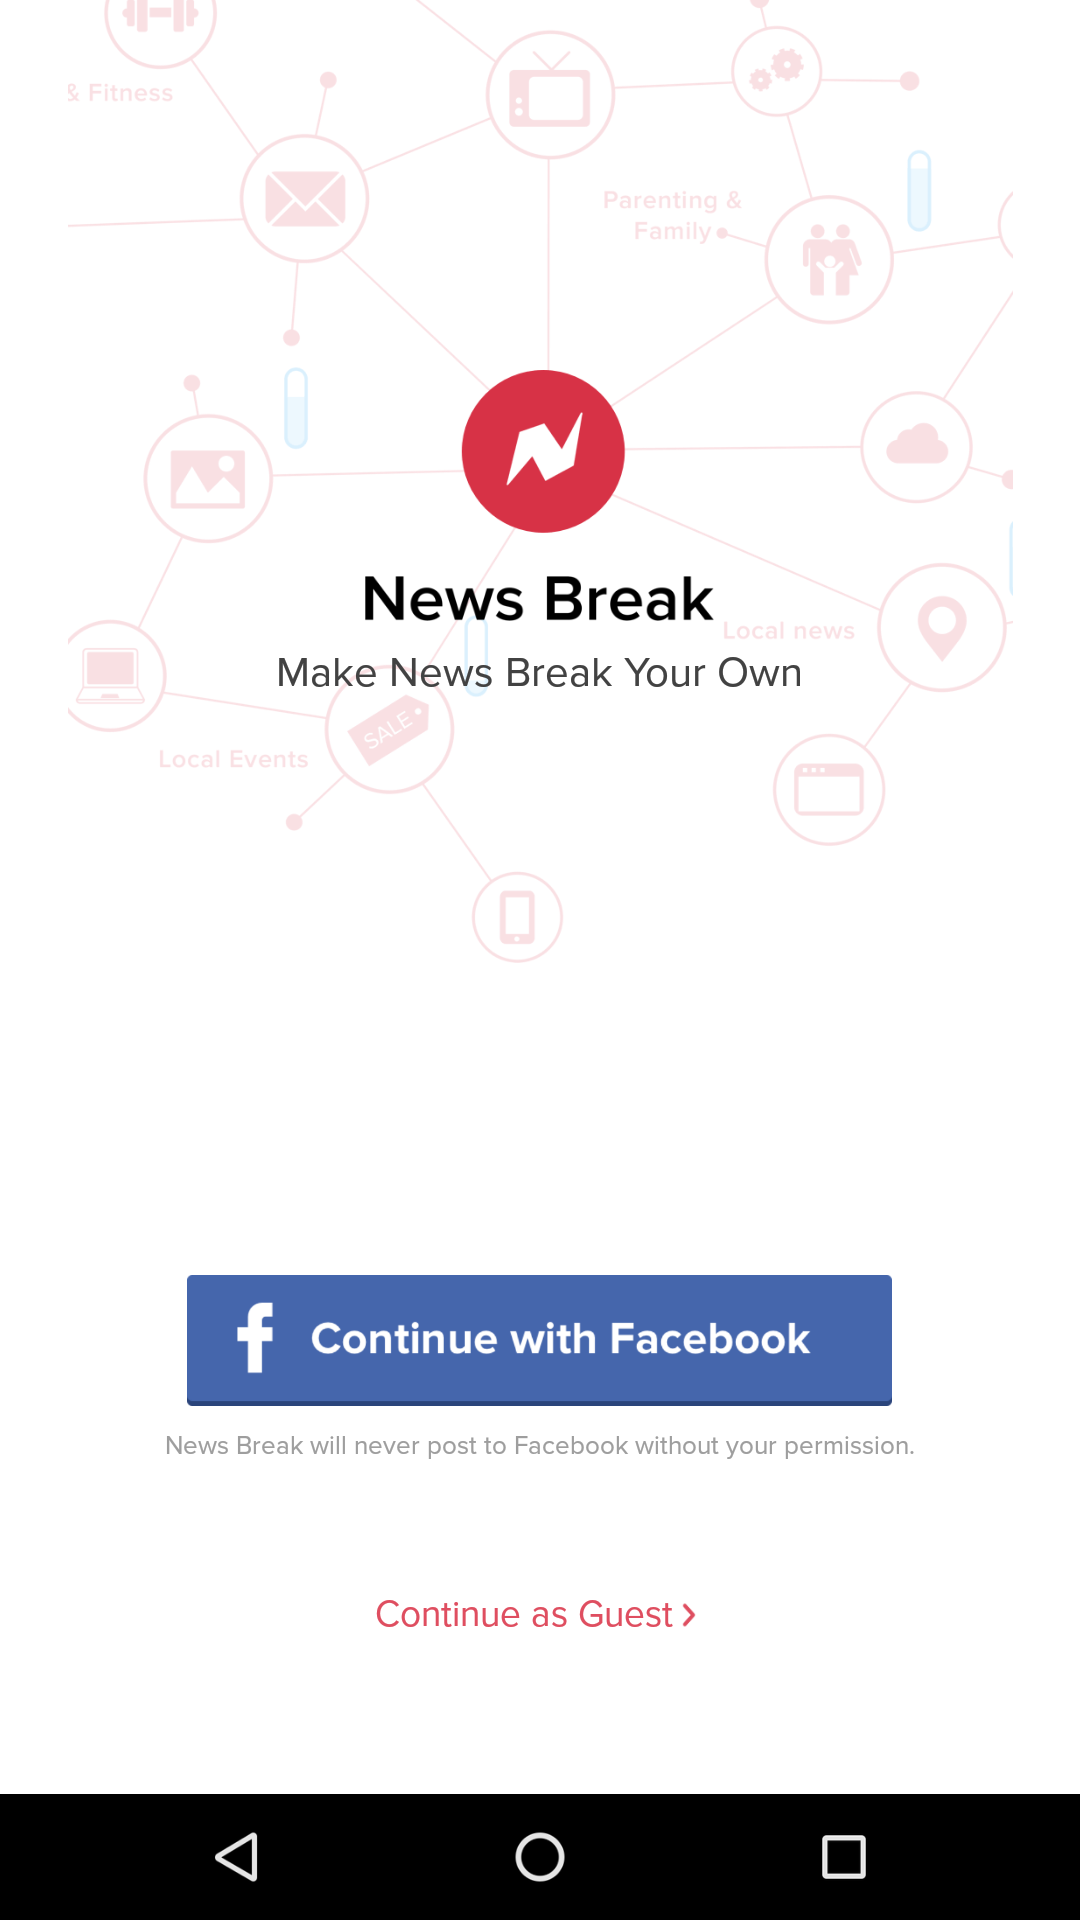 & Fitness
Parenting &
Family
News Break
Local news
Make News Break Your Own
SALE
Local Events
Continue with Facebook
News Break will never post to Facebook without your permission.
Continue as Guest